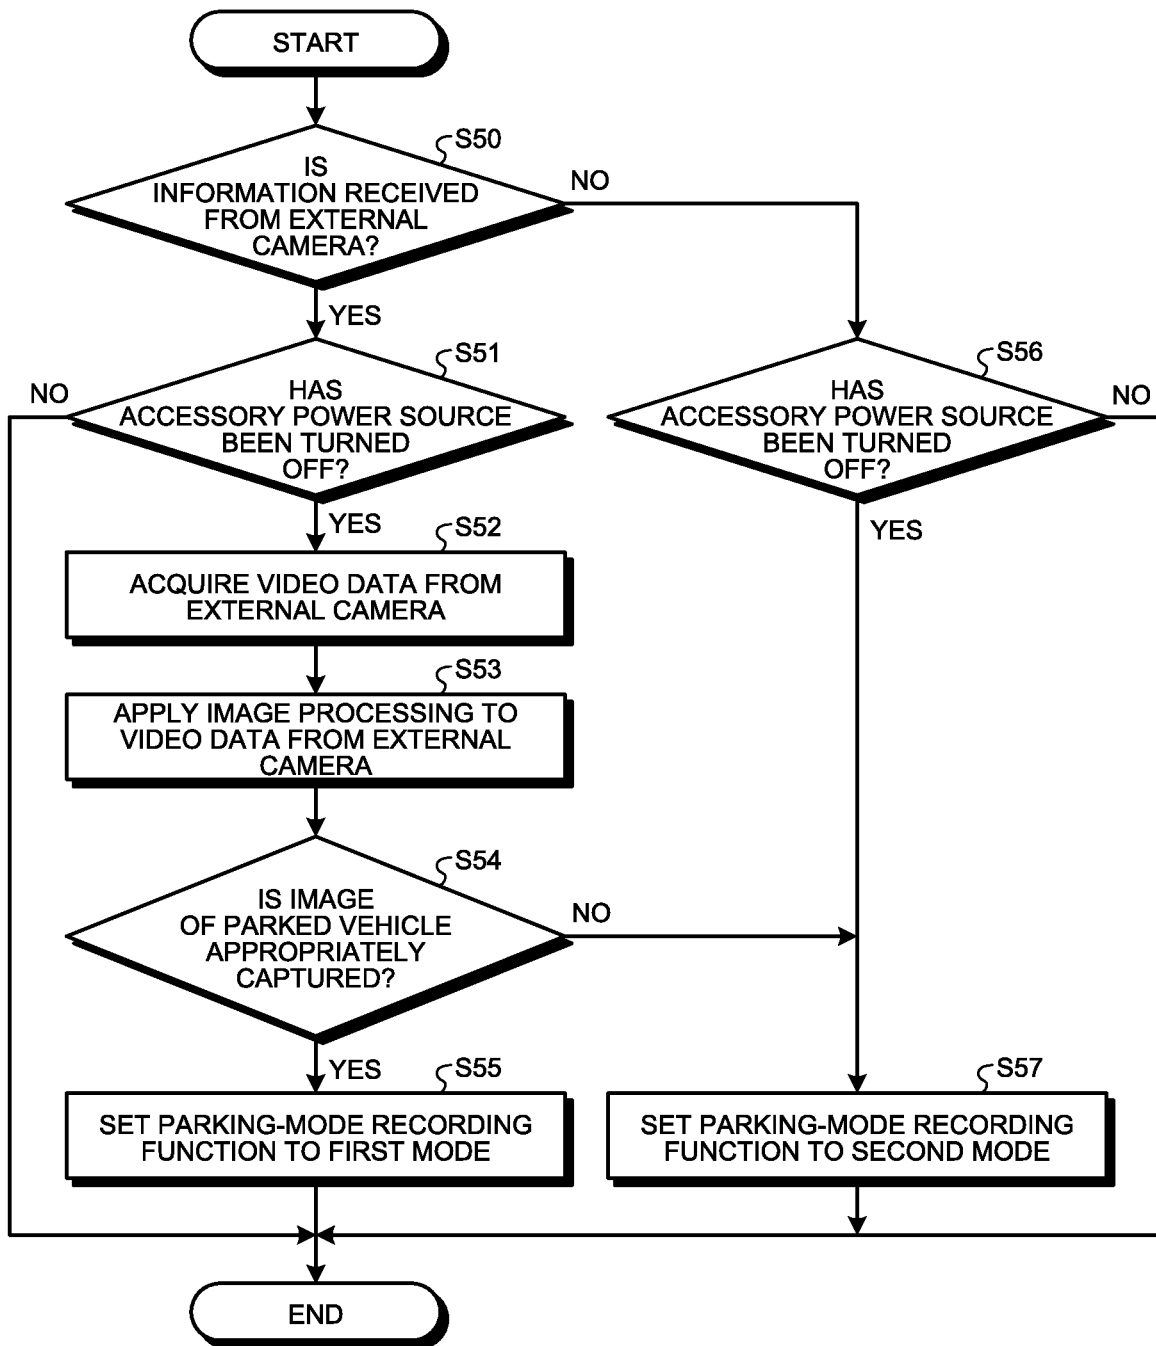 START
S50
IS
INFORMATION RECEIVED
FROM EXTERNAL
CAMERA?
NO
YES
S51
NO
HAS
ACCESSORY POWER SOURCE
BEEN TURNED
OFF?
S56
HAS
ACCESSORY POWER SOURCE
BEEN TURNED
OFF?
NO
YES
YES
S52
ACQUIRE VIDEO DATA FROM
EXTERNAL CAMERA
S53
APPLY IMAGE PROCESSING TO
VIDEO DATA FROM EXTERNAL
CAMERA
S54
IS IMAGE
OF PARKED VEHICLE
APPROPRIATELY
CAPTURED?
NO
YES
S55
SET PARKING-MODE RECORDING
FUNCTION TO FIRST MODE
S57
SET PARKING-MODE RECORDING
FUNCTION TO SECOND MODE
END